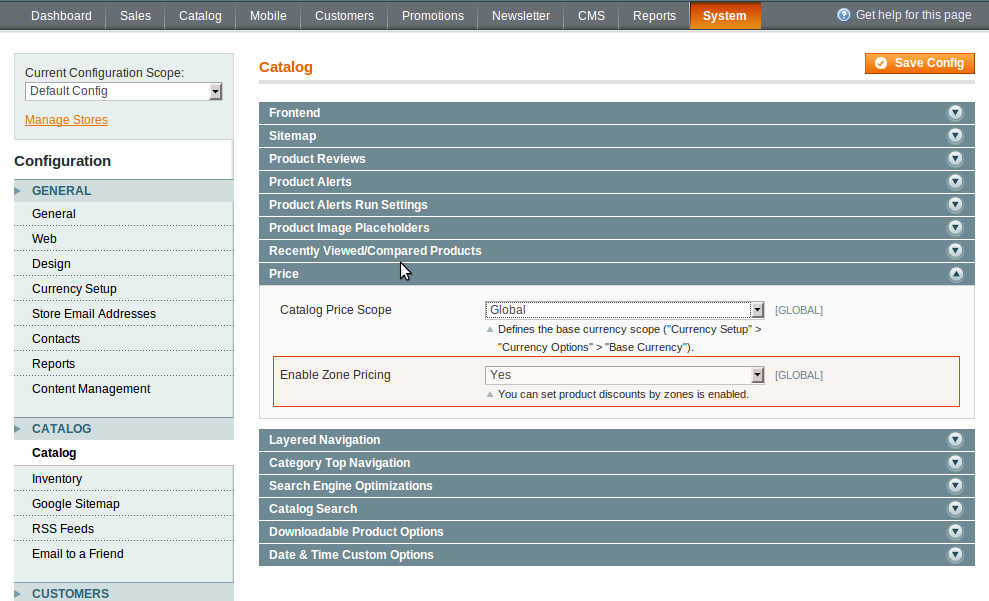 Dashboard Sales Catalog Mobile Customers Promotions Newsletter CMS Reports System Get help for this page
Current Configuration Scope:
Default Config
Manage Stores
Configuration
GENERAL
General
Web
Design
Currency Setup
Store Email Addresses
Contacts
Reports
Content Management
CATALOG
Catalog
Inventory
Google Sitemap
RSS Feeds
Email to a Friend
CUSTOMERS
Catalog Save Config
Frontend
Sitemap
Product Reviews
Product Alerts
Product Alerts Run Settings
Product Image Placeholders
Recently Viewed/Compared Products
Price
Catalog Price Scope Global [GLOBAL]
Defines the base currency scope ("Currency Setup" >
"Currency Options" > "Base Currency").
Enable Zone Pricing Yes [GLOBAL]
You can set product discounts by zones is enabled.
Layered Navigation
Category Top Navigation
Search Engine Optimizations
Catalog Search
Downloadable Product Options
Date & Time Custom Options